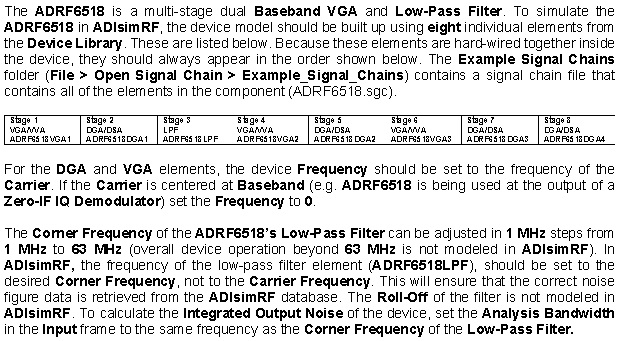 The ADRF6518 is a multi-stage dual Baseband VGA and Low-Pass Filter. To simulate the
ADRF6518 in ADIsimRF, the device model should be built up using eight individual elements from
the Device Library. These are listed below. Because these elements are hard-wired together inside
the device, they should always appear in the order shown below. The Example Signal Chains
folder (File > Open Signal Chain > Example_Signal_Chains) contains a signal chain file that
contains all of the elements in the component (ADRF6518.sgc).
Stage 1 Stage 2 Stage 3 Stage 4 Stage 5 Stage 6 Stage 7 Stage 8
VGA/VVA DGA/DSA LPF VGA/VVA DGA/DSA VGA/VVA DGA/DSA DGA/DSA
ADRF6518VGA1 ADRF6518DGA1 ADRF6518LPF ADRF6518VGA2 ADRF6518DGA2 ADRF6518VGA3 ADRF6518DGA3 ADRF6518DGA4
For the DGA and VGA elements, the device Frequency should be set to the frequency of the
Carrier. If the Carrier is centered at Baseband (e.g. ADRF6518 is being used at the output of a
Zero-IF IQ Demodulator) set the Frequency to 0.
The Corner Frequency of the ADRF6518's Low-Pass Filter can be adjusted in 1 MHz steps from
1 MHz to 63 MHz (overall device operation beyond 63 MHz is not modeled in ADIsimRF). In
ADIsimRF, the frequency of the low-pass filter element (ADRF6518LPF), should be set to the
desired Corner Frequency, not to the Carrier Frequency. This will ensure that the correct noise
figure data is retrieved from the ADIsimRF database. The Roll-Off of the filter is not modeled in
ADIsimRF. To calculate the Integrated Output Noise of the device, set the Analysis Bandwidth
in the Input frame to the same frequency as the Corner Frequency of the Low-Pass Filter.